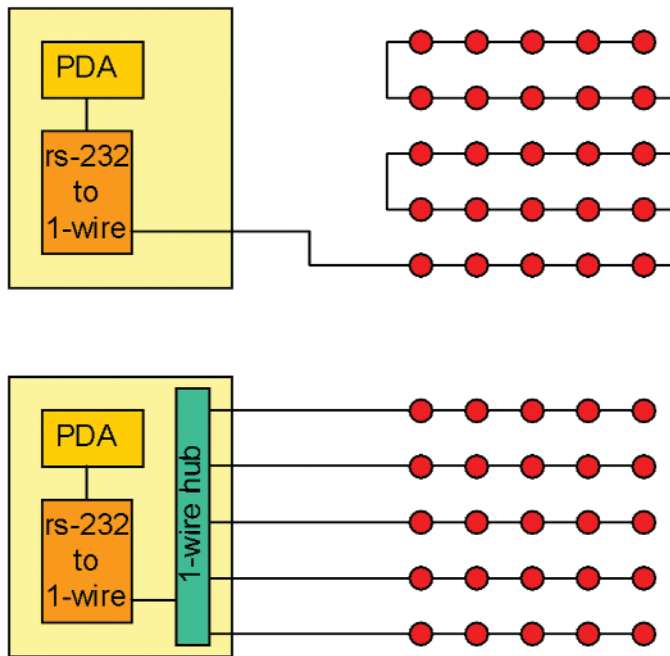 PDA
rs-232
to
1-wire
PDA
rs-232
to
1-wire
1-wire hub